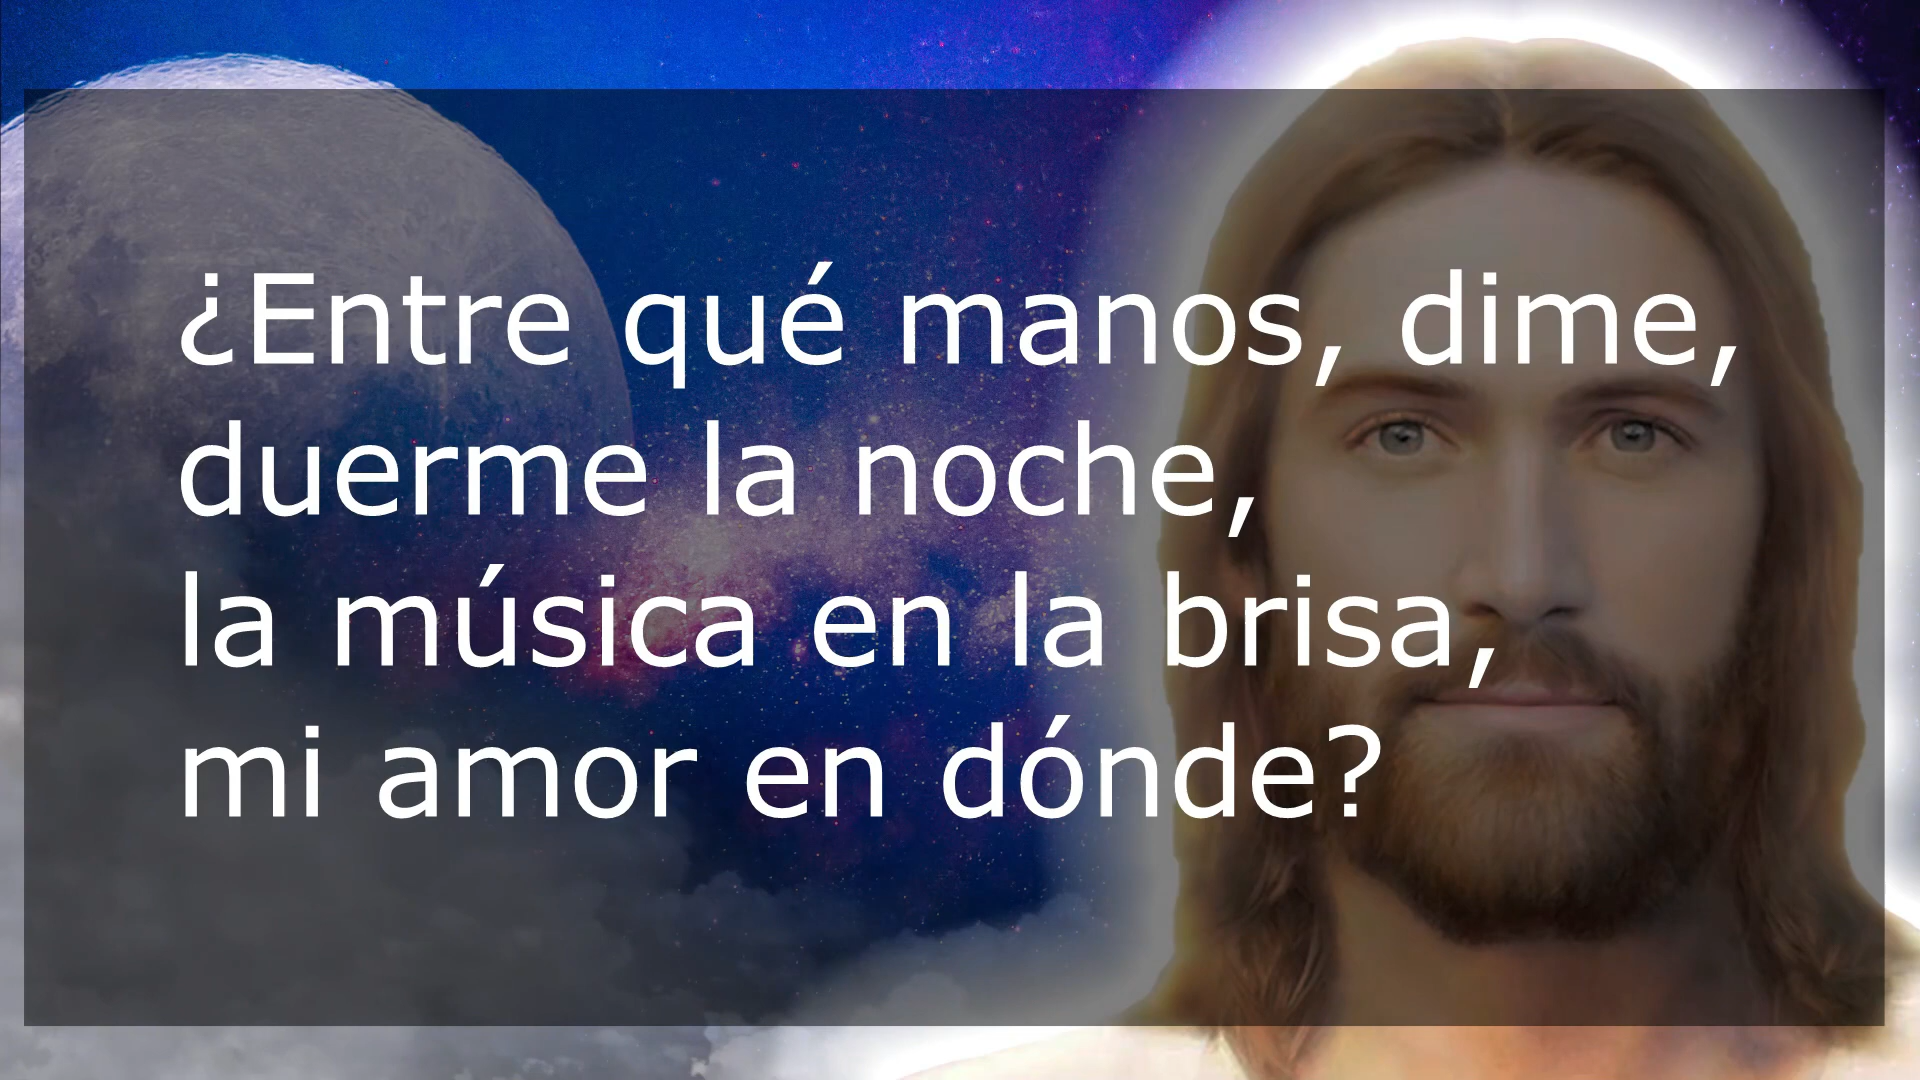 ¿Entre qué manos, dime,
duerme la noche,
la música en la brisa,
mi amor en dónde?